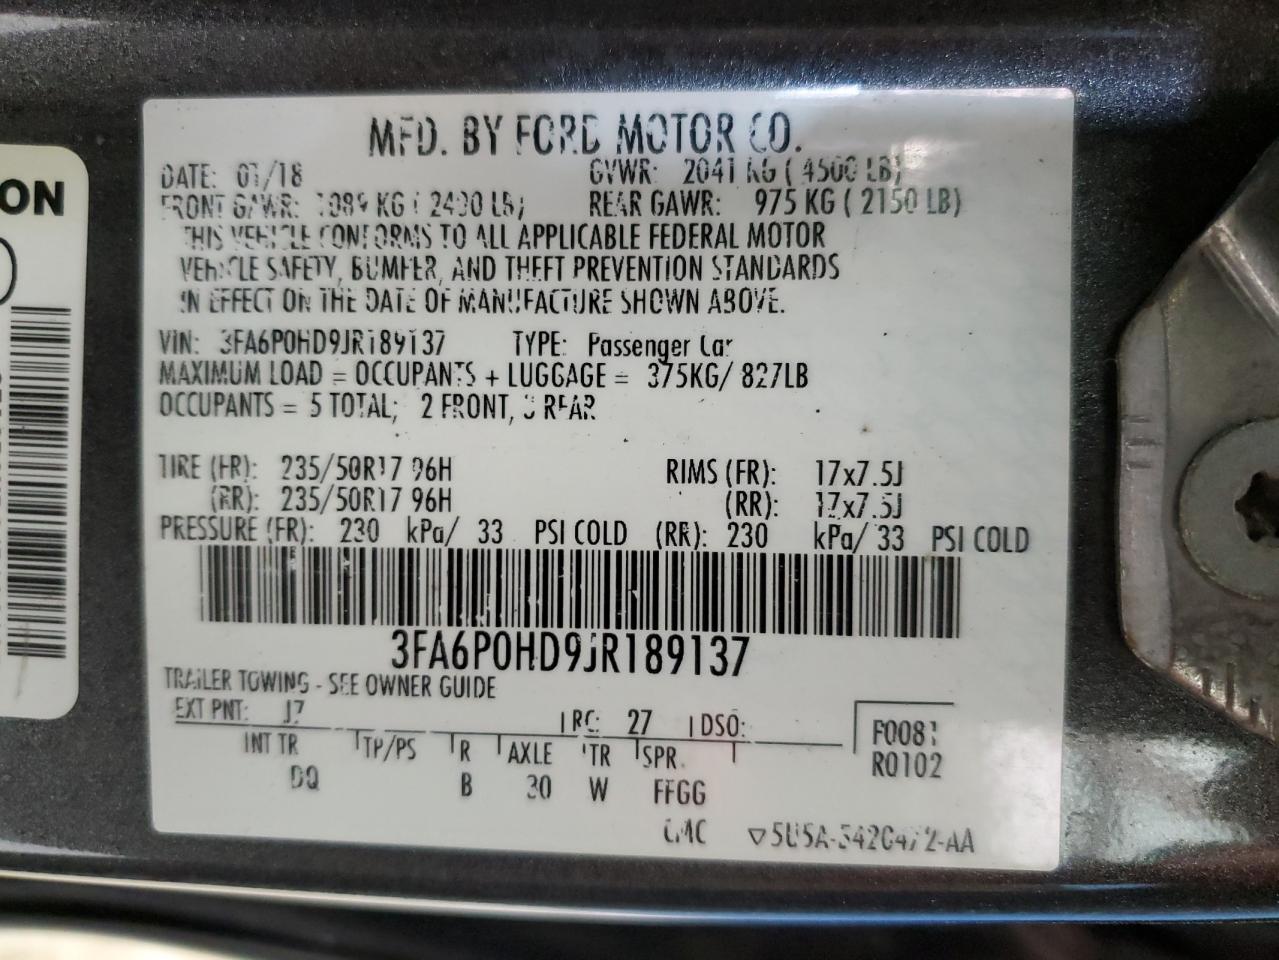 MFD. BY FORD MOTOR CO.
DATE: 01/18 GVWR: 2041 KG ( 4500 LB)
FRONT GAWR: 1089 KG ( 2400 LB) REAR GAWR: 975 KG ( 2150 LB)
THIS VEHICLE CONFORMS TO ALL APPLICABLE FEDERAL MOTOR
VEHICLE SAFETY, BUMPER, AND THEFT PREVENTION STANDARDS
IN EFFECT ON THE DATE OF MANUFACTURE SHOWN ABOVE.
VIN: 3FA6P0HD9JR189137 TYPE: Passenger Car
MAXIMUM LOAD = OCCUPANTS + LUGGAGE = 375KG/ 827LB
OCCUPANTS = 5 TOTAL; 2 FRONT, 3 REAR
TIRE (FR): 235/50R17 96H RIMS (FR): 17x7.5J
(RR): 235/50R17 96H (RR): 17x7.5J
PRESSURE (FR): 230 kPa/ 33 PSI COLD (RR): 230 kPa/ 33 PSI COLD
3FA6P0HD9JR189137
TRAILER TOWING - SEE OWNER GUIDE
EXT PNT: J7 RC: 27 DSO:
INT TR TP/PS R AXLE TR SPR
DQ B 30 W FFGG
F0081
R0102
CMC ▽5U5A-5420472-AA
ON